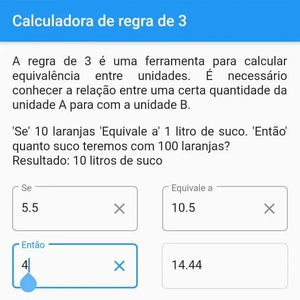 Calculadora de regra de 3
A regra de 3 é uma ferramenta para calcular
equivalência entre unidades. É necessário
conhecer a relação entre uma certa quantidade da
unidade A para com a unidade B.
'Se' 10 laranjas 'Equivale a' 1 litro de suco. 'Então'
quanto suco teremos com 100 laranjas?
Resultado: 10 litros de suco
Se
Equivale a
5.5
10.5
Então
4
14.44